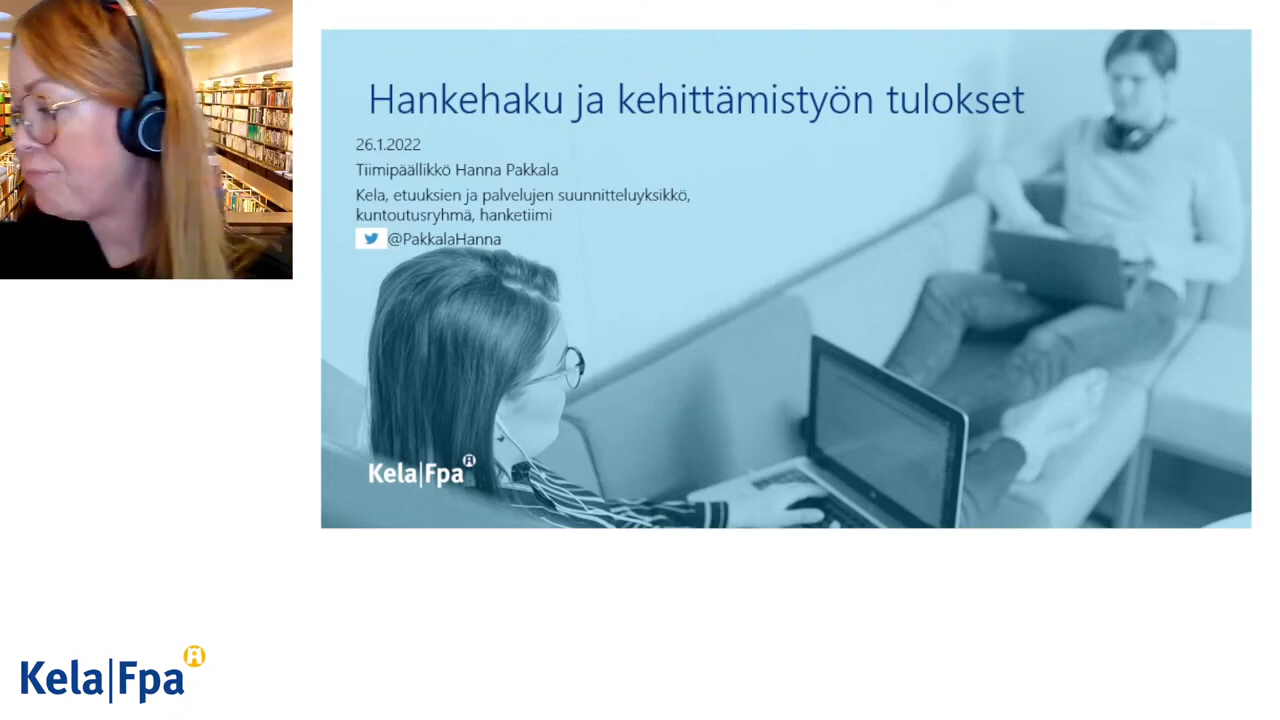 Hankehaku ja kehittämistyön tulokset
26.1.2022
Tiimipäällikkö Hanna Pakkala
Kela, etuuksien ja palvelujen suunnitteluyksikkö,
kuntoutusryhmä, hanketiimi
@PakkalaHanna
Kela|Fpa
Kela|Fpa